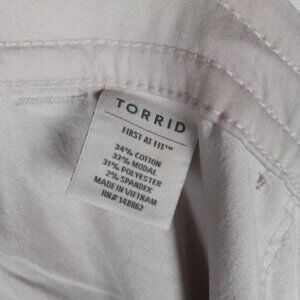 TORRID
FIRST AT FIT™
34% COTTON
33% MODAL
31% POLYESTER
2% SPANDEX
MADE IN VIETNAM
RN# 148862